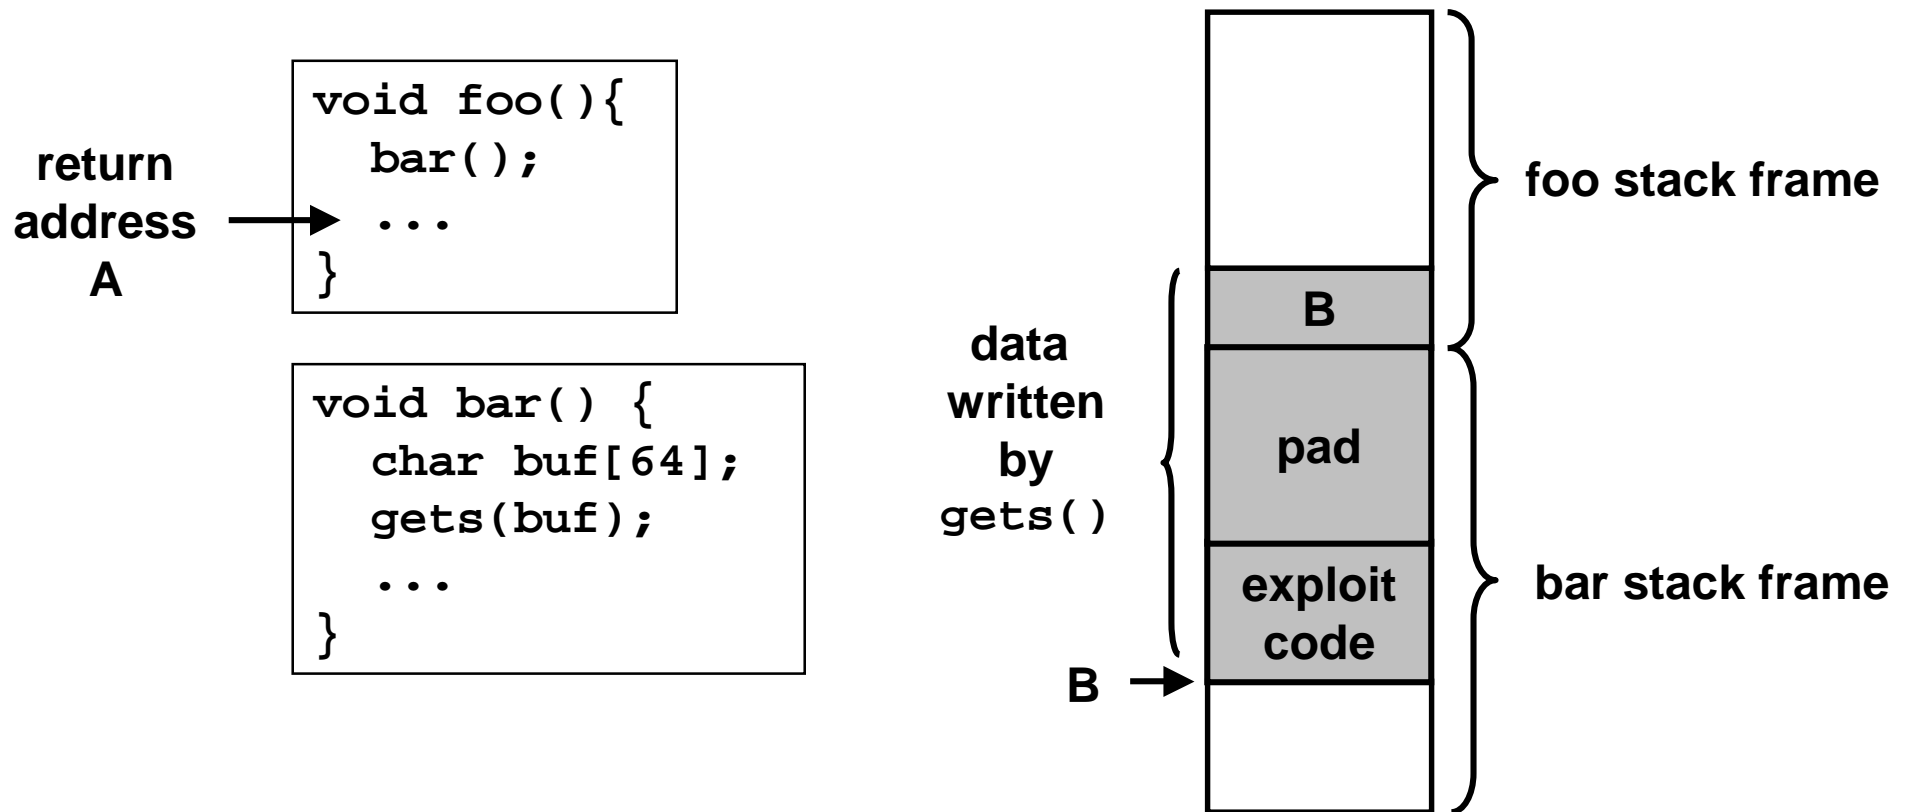 return
address
A
void foo(){
bar();
...
}
void bar() {
char buf[64];
gets(buf);
...
}
data
written
by
gets()
B
B
pad
exploit
code
foo stack frame
bar stack frame